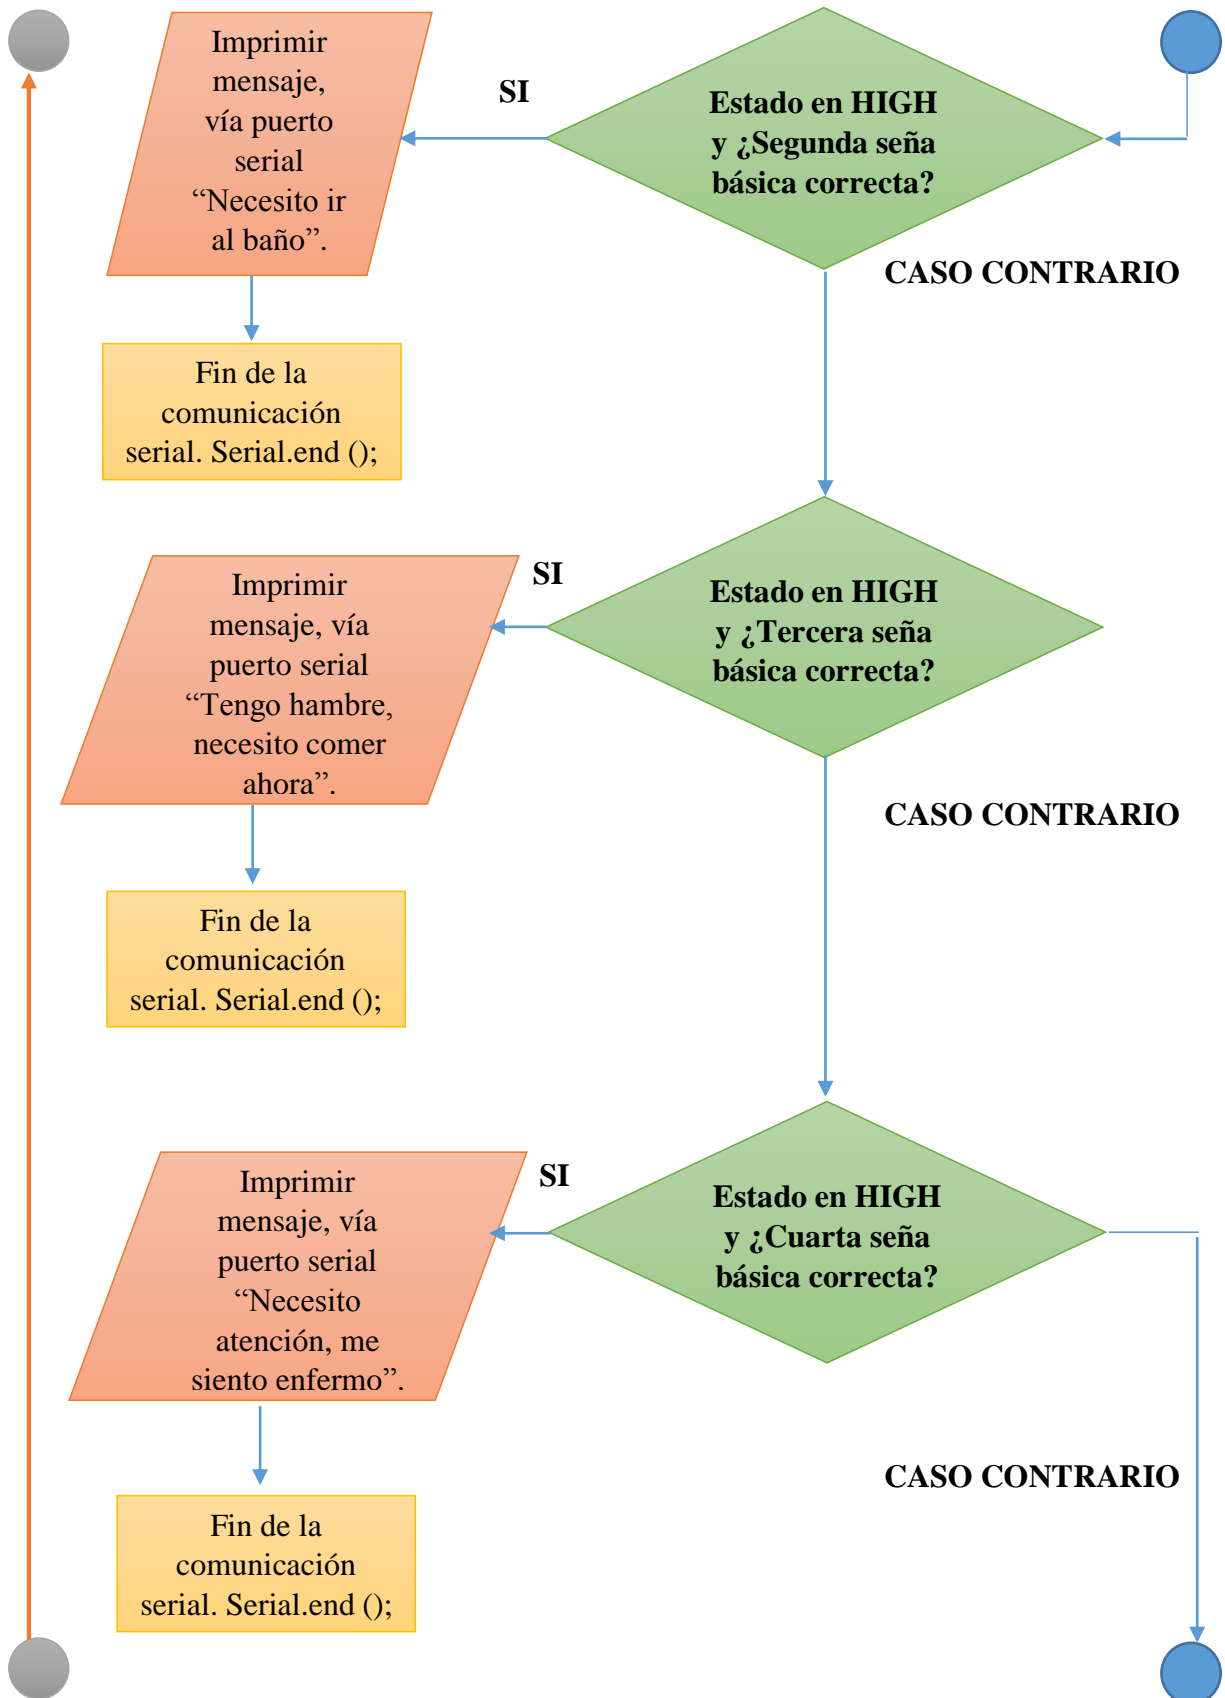 Imprimir
mensaje,
vía puerto
serial
“Necesito ir
al baño”.
SI
Estado en HIGH
y ¿Segunda seña
básica correcta?
CASO CONTRARIO
Fin de la
comunicación
serial. Serial.end ();
Imprimir
mensaje, vía
puerto serial
“Tengo hambre,
necesito comer
ahora”.
SI
Estado en HIGH
y ¿Tercera seña
básica correcta?
CASO CONTRARIO
Fin de la
comunicación
serial. Serial.end ();
Imprimir
mensaje, vía
puerto serial
“Necesito
atención, me
siento enfermo”.
SI
Estado en HIGH
y ¿Cuarta seña
básica correcta?
CASO CONTRARIO
Fin de la
comunicación
serial. Serial.end ();